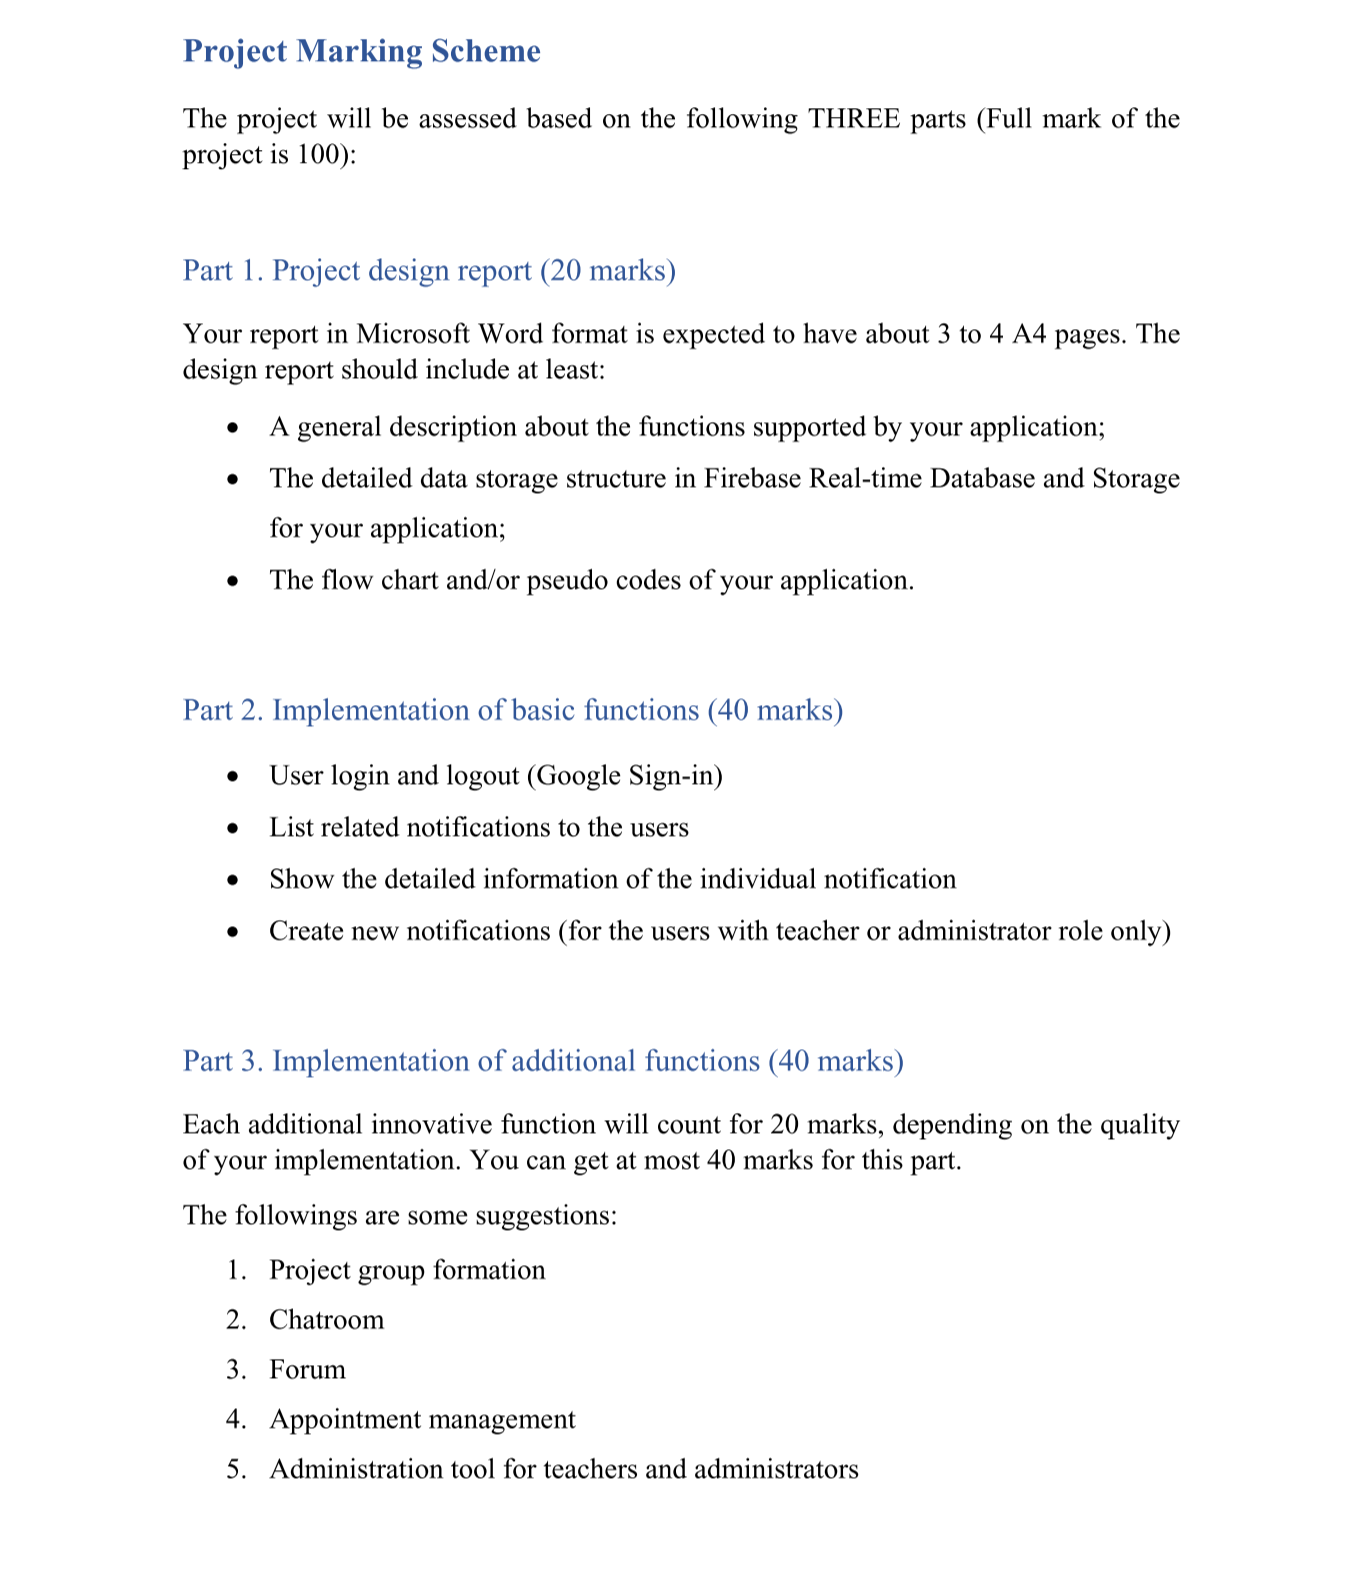 Project Marking Scheme
The project will be assessed based on the following THREE parts (Full mark of the
project is 100):
Part 1. Project design report (20 marks)
Your report in Microsoft Word format is expected to have about 3 to 4 A4 pages. The
design report should include at least:
• A general description about the functions supported by your application;
• The detailed data storage structure in Firebase Real-time Database and Storage
for your application;
• The flow chart and/or pseudo codes of your application.
Part 2. Implementation of basic functions (40 marks)
• User login and logout (Google Sign-in)
• List related notifications to the users
• Show the detailed information of the individual notification
• Create new notifications (for the users with teacher or administrator role only)
Part 3. Implementation of additional functions (40 marks)
Each additional innovative function will count for 20 marks, depending on the quality
of your implementation. You can get at most 40 marks for this part.
The followings are some suggestions:
1. Project group formation
2. Chatroom
3. Forum
4. Appointment management
5. Administration tool for teachers and administrators